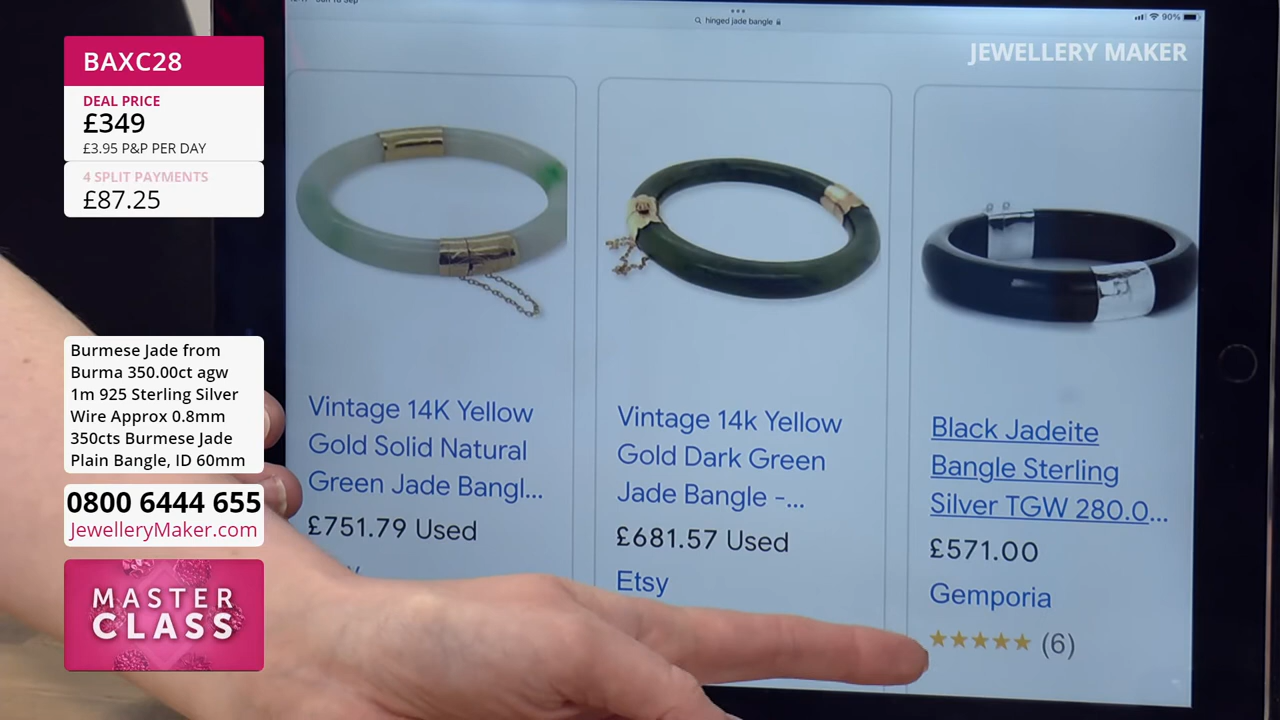 BAXC28
DEAL PRICE
£349
£3.95 P&P PER DAY
4 SPLIT PAYMENTS
£87.25
Burmese Jade from
Burma 350.00ct agw
1m 925 Sterling Silver
Wire Approx 0.8mm
350cts Burmese Jade
Plain Bangle, ID 60mm
0800 6444 655
JewelleryMaker.com
MASTER
CLASS
hinged jade bangle
90%
JEWELLERY MAKER
Vintage 14K Yellow
Gold Solid Natural
Green Jade Bangl...
£751.79 Used
Vintage 14k Yellow
Gold Dark Green
Jade Bangle -...
£681.57 Used
Etsy
Black Jadeite
Bangle Sterling
Silver TGW 280.0...
£571.00
Gemporia
(6)